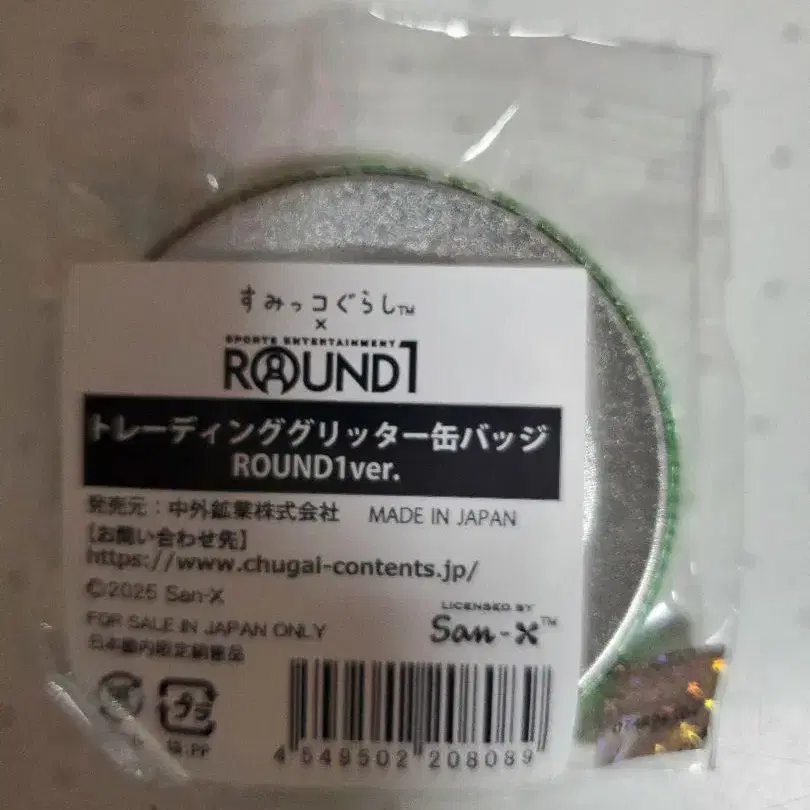 すみっコぐらし™
×
SPORTS ENTERTAINMENT
ROUND1
トレーディンググリッター缶バッジ
ROUND1ver.
発売元：中外鉱業株式会社 MADE IN JAPAN
【お問い合わせ先】
https://www.chugai-contents.jp/
©2025 San-X
FOR SALE IN JAPAN ONLY
日本国内限定販売品
LICENSED BY
San-X™
プラ
PP
4 549502 208089